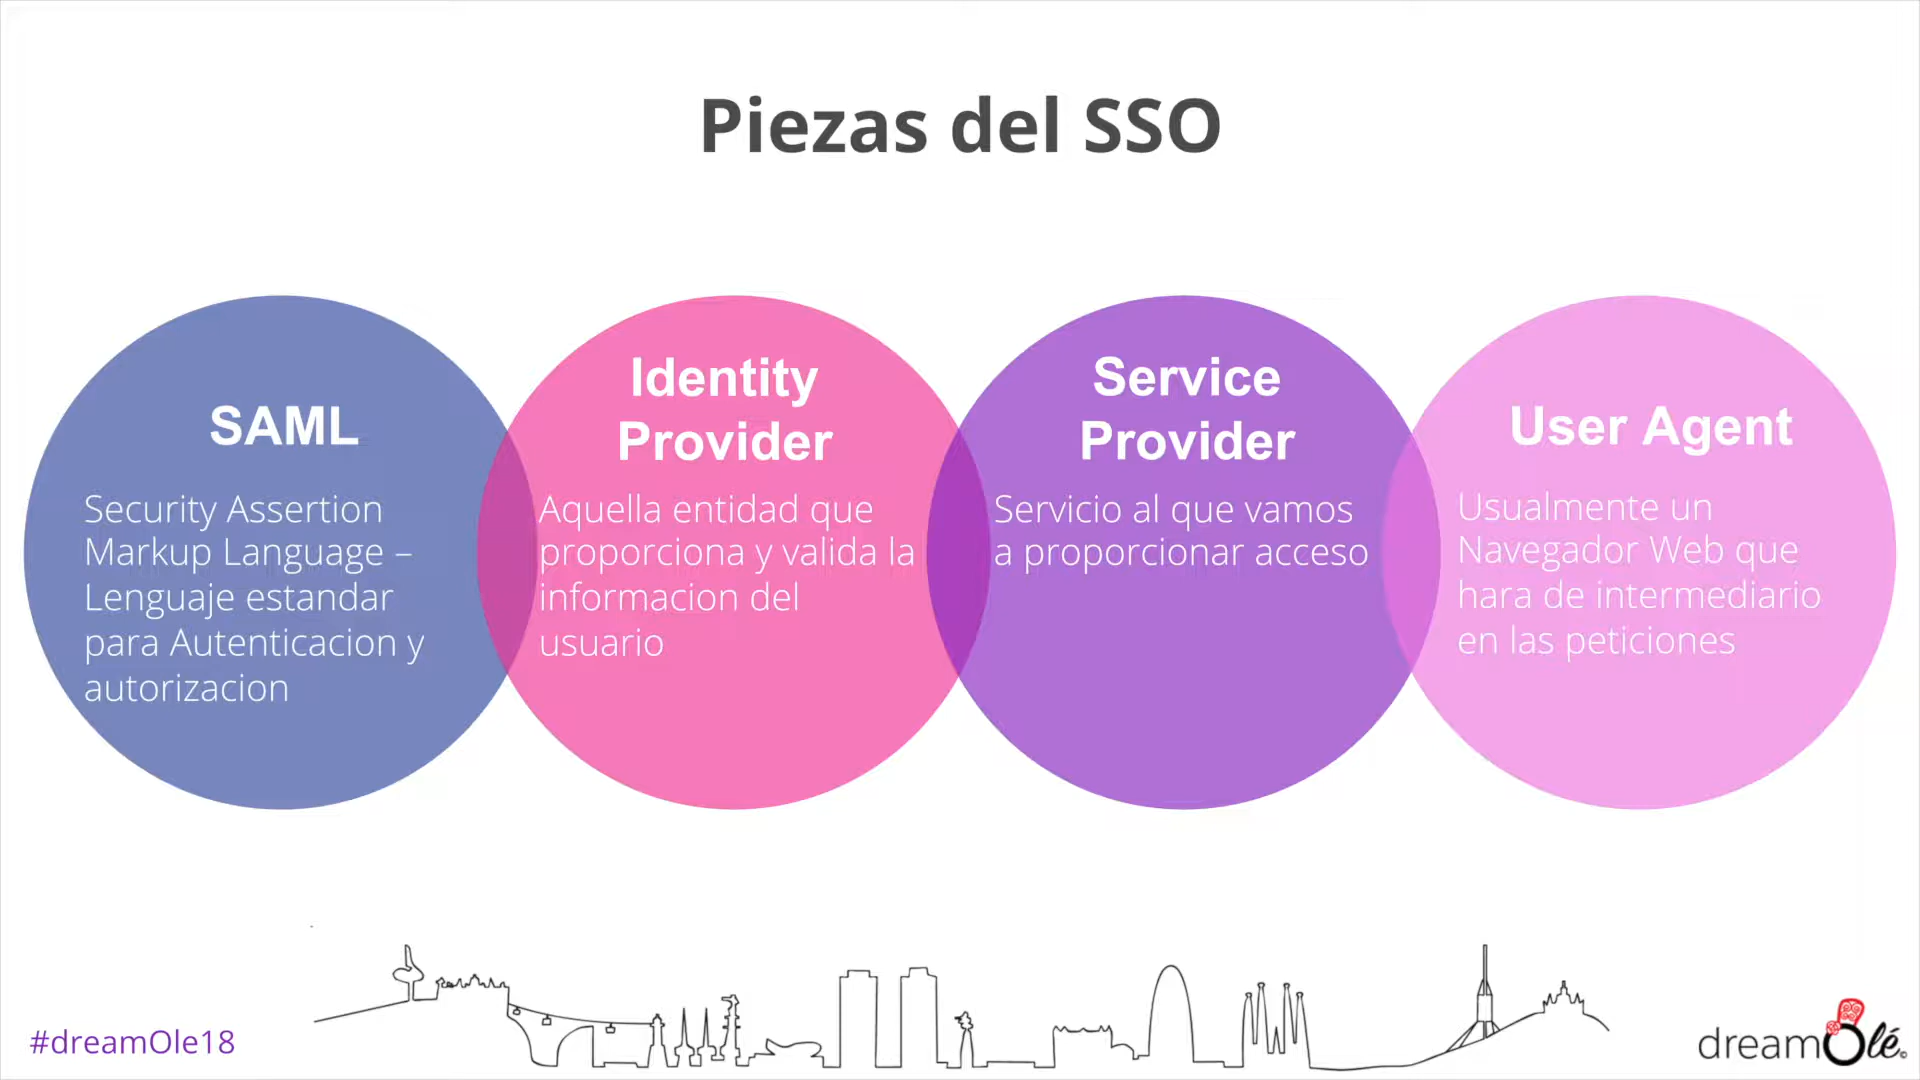 Piezas del SSO
SAML
Security Assertion
Markup Language –
Lenguaje estandar
para Autenticacion y
autorizacion
Identity
Provider
Aquella entidad que
proporciona y valida la
informacion del
usuario
Service
Provider
Servicio al que vamos
a proporcionar acceso
User Agent
Usualmente un
Navegador Web que
hara de intermediario
en las peticiones
#dreamOle18
dreamOlé